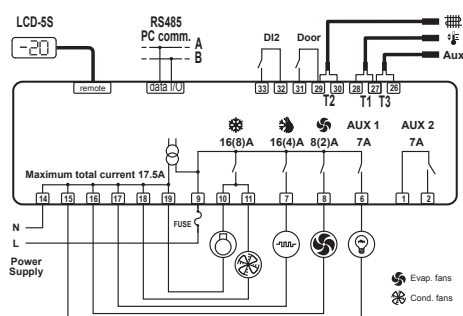 LCD-5S
-20
remote
RS485
PC comm.
A
B
data I/O
DI2
Door
Aux
33
32
31
29
30
28
27
26
T2
T1
T3
16(8)A
16(4)A
8(2)A
AUX 1
7A
AUX 2
7A
Maximum total current 17.5A
14
15
16
17
18
19
9
10
11
7
8
6
1
2
N
L
FUSE
Power
Supply
Evap. fans
Cond. fans